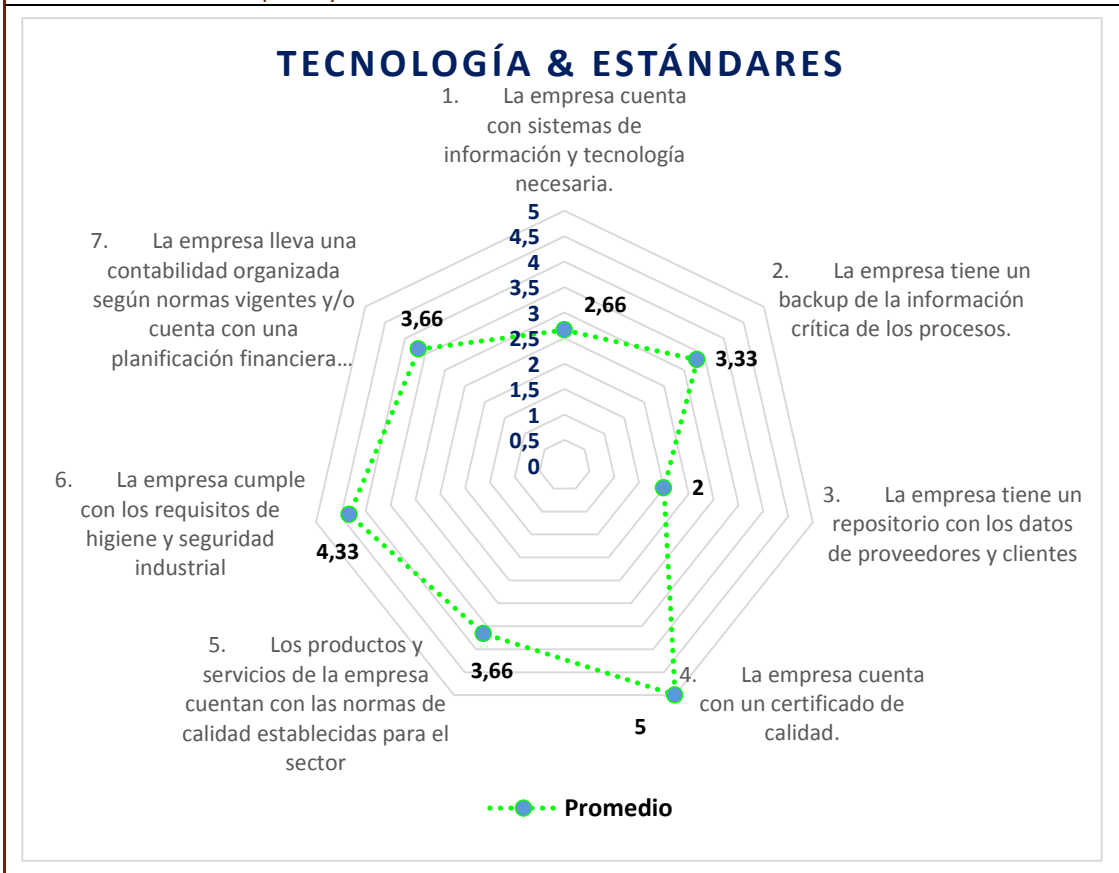 TECNOLOGÍA & ESTÁNDARES
1. La empresa cuenta
con sistemas de
información y tecnología
necesaria.
5
4,5
4
3,5
3
2,5
2
1,5
1
0,5
0
2,66
2. La empresa tiene un
backup de la información
crítica de los procesos.
3,33
3. La empresa tiene un
repositorio con los datos
de proveedores y clientes
2
4. La empresa cuenta
con un certificado de
calidad.
5
5. Los productos y
servicios de la empresa
cuentan con las normas de
calidad establecidas para el
sector
3,66
6. La empresa cumple
con los requisitos de
higiene y seguridad
industrial
4,33
7. La empresa lleva una
contabilidad organizada
según normas vigentes y/o
cuenta con una
planificación financiera...
3,66
Promedio